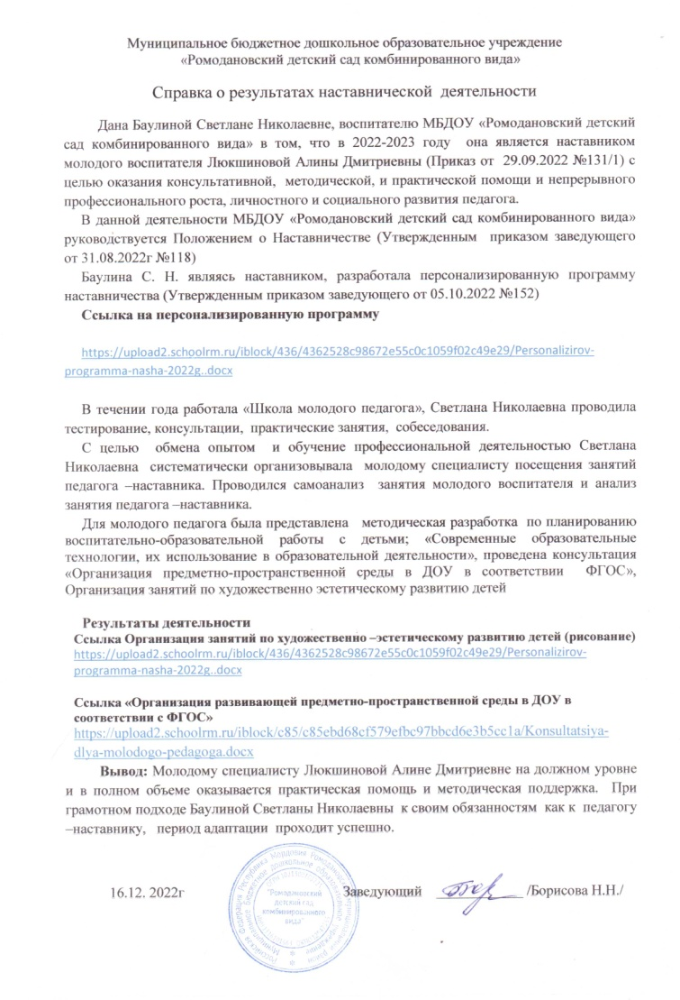 Муниципальное бюджетное дошкольное образовательное учреждение
«Ромодановский детский сад комбинированного вида»
Справка о результатах наставнической деятельности
Дана Баулиной Светлане Николаевне, воспитателю МБДОУ «Ромодановский детский
сад комбинированного вида» в том, что в 2022-2023 году она является наставником
молодого воспитателя Люкшиновой Алины Дмитриевны (Приказ от 29.09.2022 №131/1) с
целью оказания консультативной, методической, и практической помощи и непрерывного
профессионального роста, личностного и социального развития педагога.
В данной деятельности МБДОУ «Ромодановский детский сад комбинированного вида»
руководствуется Положением о Наставничестве (Утвержденным приказом заведующего
от 31.08.2022г №118)
Баулина С. Н. являясь наставником, разработала персонализированную программу
наставничества (Утвержденным приказом заведующего от 05.10.2022 №152)
Ссылка на персонализированную программу
https://upload2.schoolrm.ru/iblock/436/4362528c98672e55c0c1059f02c49e29/Personalizirov-
programma-nasha-2022g..docx
В течении года работала «Школа молодого педагога», Светлана Николаевна проводила
тестирование, консультации, практические занятия, собеседования.
С целью обмена опытом и обучение профессиональной деятельностью Светлана
Николаевна систематически организовывала молодому специалисту посещения занятий
педагога –наставника. Проводился самоанализ занятия молодого воспитателя и анализ
занятия педагога –наставника.
Для молодого педагога была представлена методическая разработка по планированию
воспитательно-образовательной работы с детьми; «Современные образовательные
технологии, их использование в образовательной деятельности», проведена консультация
«Организация предметно-пространственной среды в ДОУ в соответствии ФГОС»,
Организация занятий по художественно эстетическому развитию детей
Результаты деятельности
Ссылка Организация занятий по художественно –эстетическому развитию детей (рисование)
https://upload2.schoolrm.ru/iblock/436/4362528c98672e55c0c1059f02c49e29/Personalizirov-
programma-nasha-2022g..docx
Ссылка «Организация развивающей предметно-пространственной среды в ДОУ в
соответствии с ФГОС»
https://upload2.schoolrm.ru/iblock/c85/c85ebd68cf579efbc97bbcd6e3b5cc1a/Konsultatsiya-
dlya-molodogo-pedagoga.docx
Вывод: Молодому специалисту Люкшиновой Алине Дмитриевне на должном уровне
и в полном объеме оказывается практическая помощь и методическая поддержка. При
грамотном подходе Баулиной Светланы Николаевны к своим обязанностям как к педагогу
–наставнику, период адаптации проходит успешно.
16.12. 2022г Заведующий /Борисова Н.Н./
"Ромодановский
детский сад
комбинированного
вида"